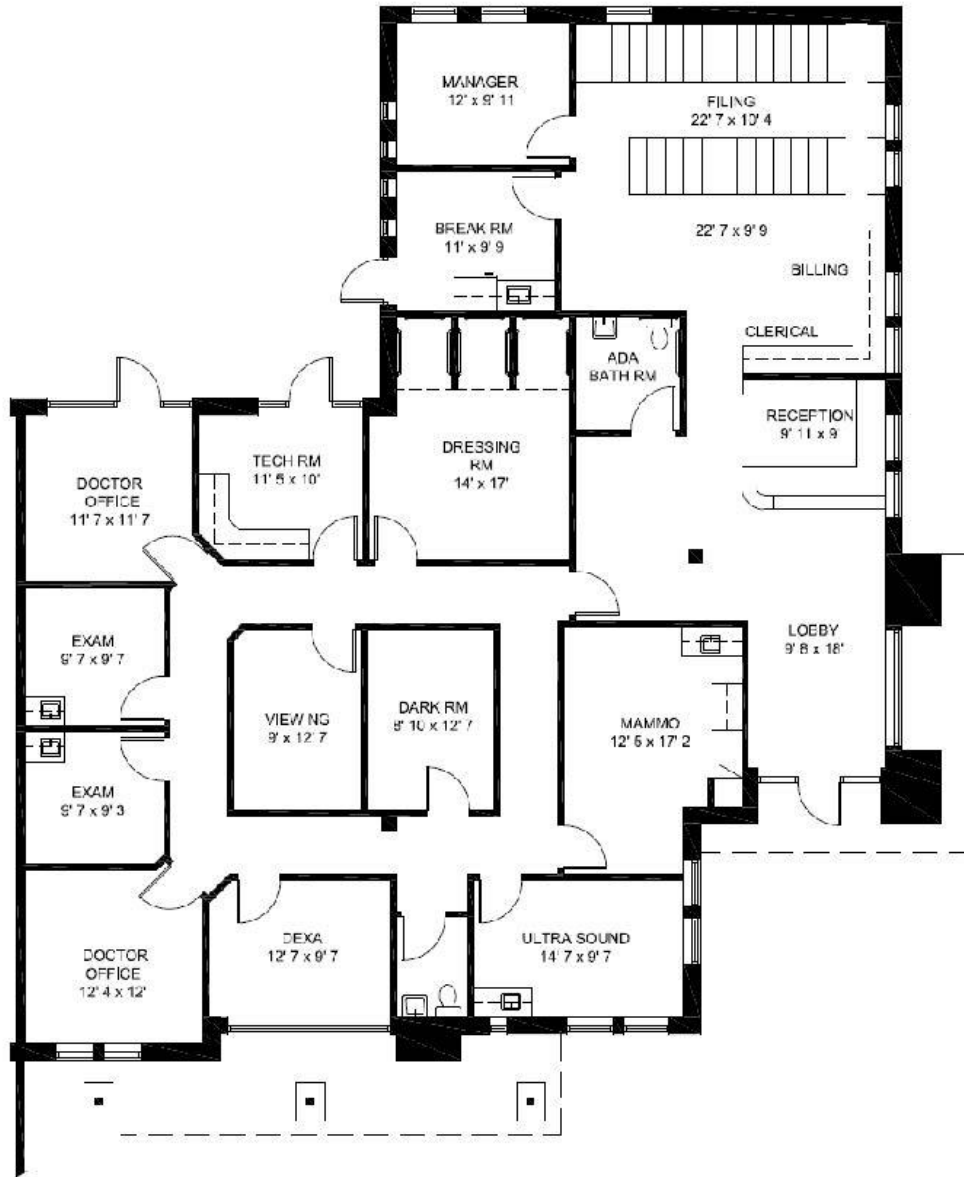 MANAGER
12' x 9' 11
FILING
22' 7 x 10' 4
BREAK RM
11' x 9' 9
22' 7 x 9' 9
BILLING
CLERICAL
ADA
BATH RM
RECEPTION
9' 11 x 9'
DOCTOR
OFFICE
11' 7 x 11' 7
TECH RM
11' 5 x 10'
DRESSING
RM
14' x 17'
EXAM
9' 7 x 9' 7
LOBBY
9' 8 x 18'
VIEWING
9' x 12' 7
DARK RM
8' 10 x 12' 7
MAMMO
12' 6 x 17' 2
EXAM
9' 7 x 9' 3
DOCTOR
OFFICE
12' 4 x 12'
DEXA
12' 7 x 9' 7
ULTRA SOUND
14' 7 x 9' 7